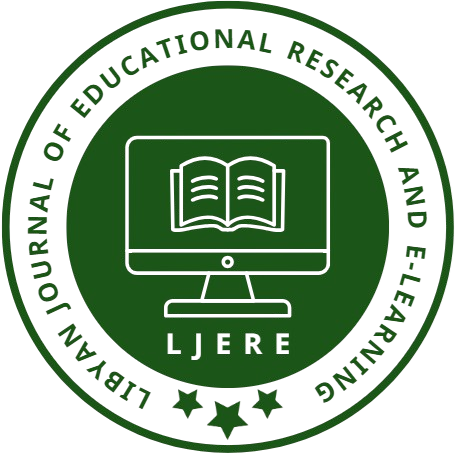 LIBYAN JOURNAL OF EDUCATIONAL RESEARCH AND E-LEARNING
LJERE